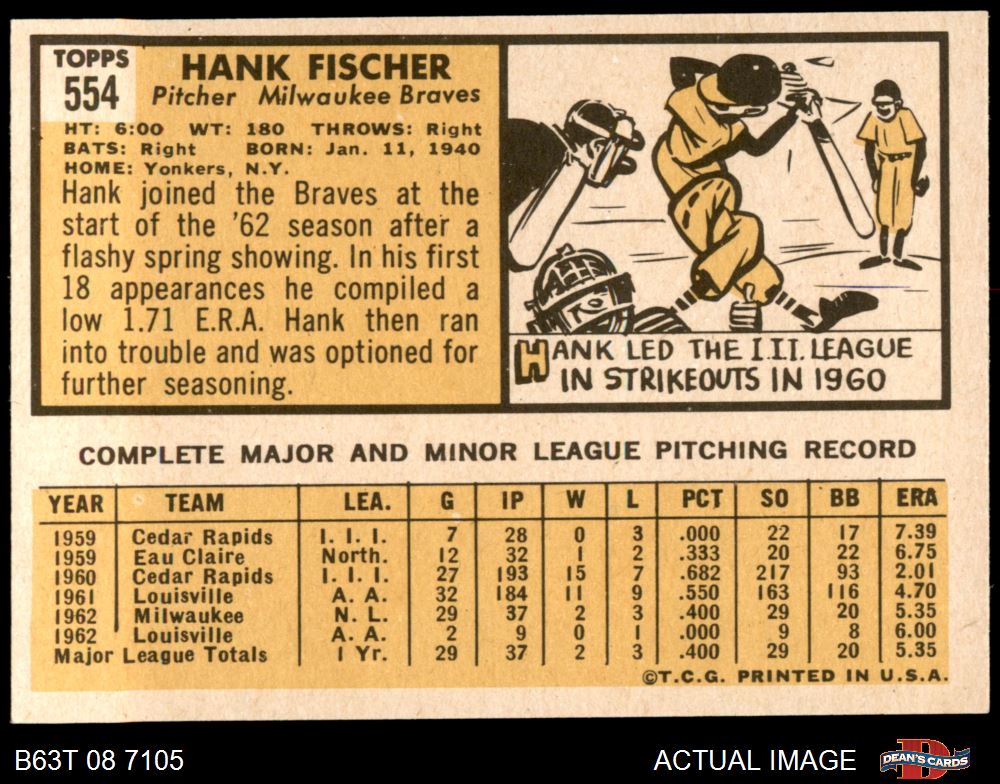 TOPPS
554
HANK FISCHER
Pitcher Milwaukee Braves
HT: 6:00 WT: 180 THROWS: Right
BATS: Right BORN: Jan. 11, 1940
HOME: Yonkers, N.Y.
Hank joined the Braves at the
start of the '62 season after a
flashy spring showing. In his first
18 appearances he compiled a
low 1.71 E.R.A. Hank then ran
into trouble and was optioned for
further seasoning.
HANK LED THE I.I.I. LEAGUE
IN STRIKEOUTS IN 1960
COMPLETE MAJOR AND MINOR LEAGUE PITCHING RECORD
YEAR TEAM LEA. G IP W L PCT SO BB ERA
1959 Cedar Rapids I. I. I. 7 28 0 3 .000 22 17 7.39
1959 Eau Claire North. 12 32 1 2 .333 20 22 6.75
1960 Cedar Rapids I. I. I. 27 193 15 7 .682 217 93 2.01
1961 Louisville A. A. 32 184 11 9 .550 163 116 4.70
1962 Milwaukee N. L. 29 37 2 3 .400 29 20 5.35
1962 Louisville A. A. 2 9 0 1 .000 9 8 6.00
Major League Totals 1 Yr. 29 37 2 3 .400 29 20 5.35
©T.C.G. PRINTED IN U.S.A.
B63T 08 7105 ACTUAL IMAGE DEAN'S CARDS